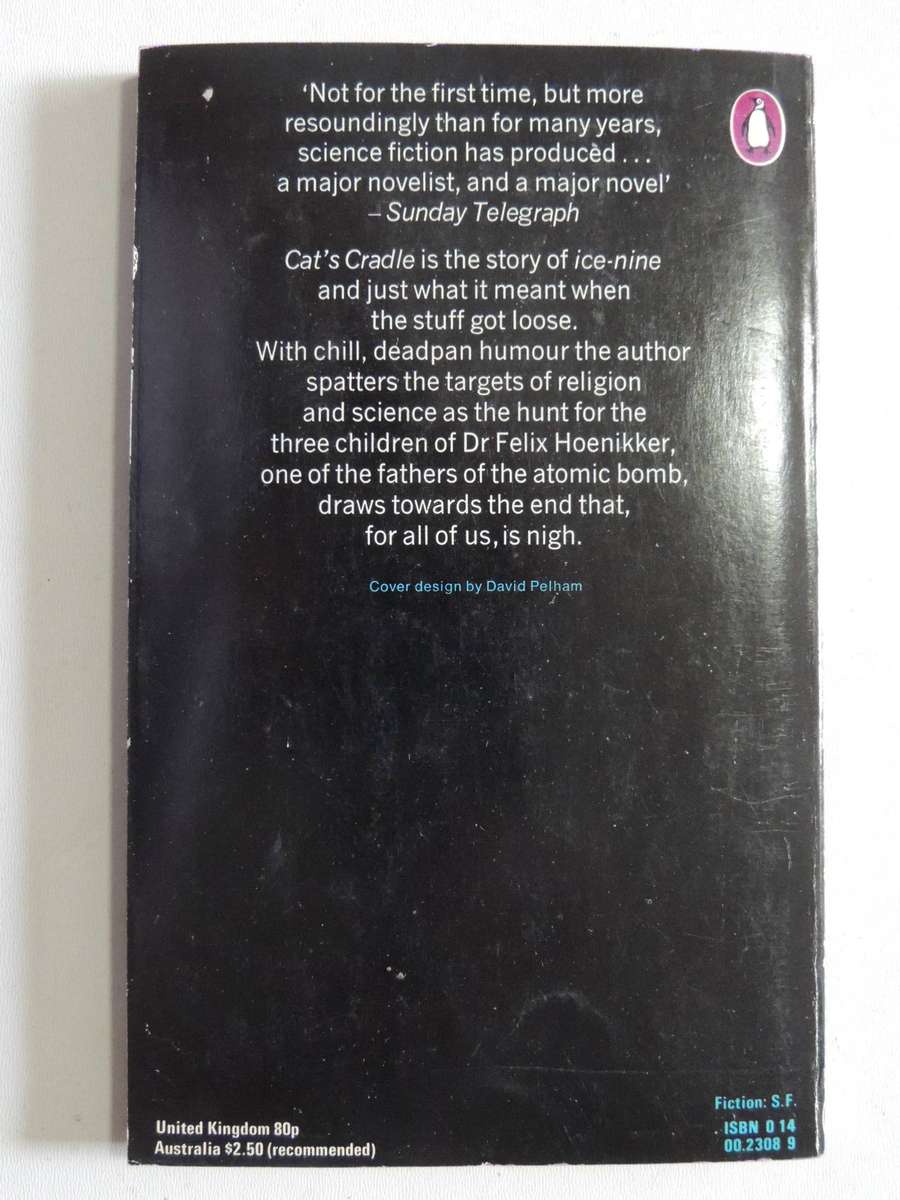 ‘Not for the first time, but more
resoundingly than for many years,
science fiction has produced . . .
a major novelist, and a major novel’
– Sunday Telegraph
Cat’s Cradle is the story of ice-nine
and just what it meant when
the stuff got loose.
With chill, deadpan humour the author
spatters the targets of religion
and science as the hunt for the
three children of Dr Felix Hoenikker,
one of the fathers of the atomic bomb,
draws towards the end that,
for all of us, is nigh.
Cover design by David Pelham
United Kingdom 80p
Australia $2.50 (recommended)
Fiction: S.F.
ISBN 0 14
00.2308 9